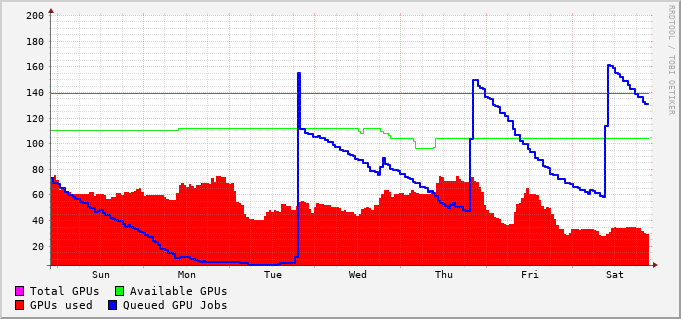 200
180
160
140
120
100
80
60
40
20
Sun Mon Tue Wed Thu Fri Sat
Total GPUs Available GPUs
GPUs used Queued GPU Jobs
RRDTOOL / TOBI OETIKER